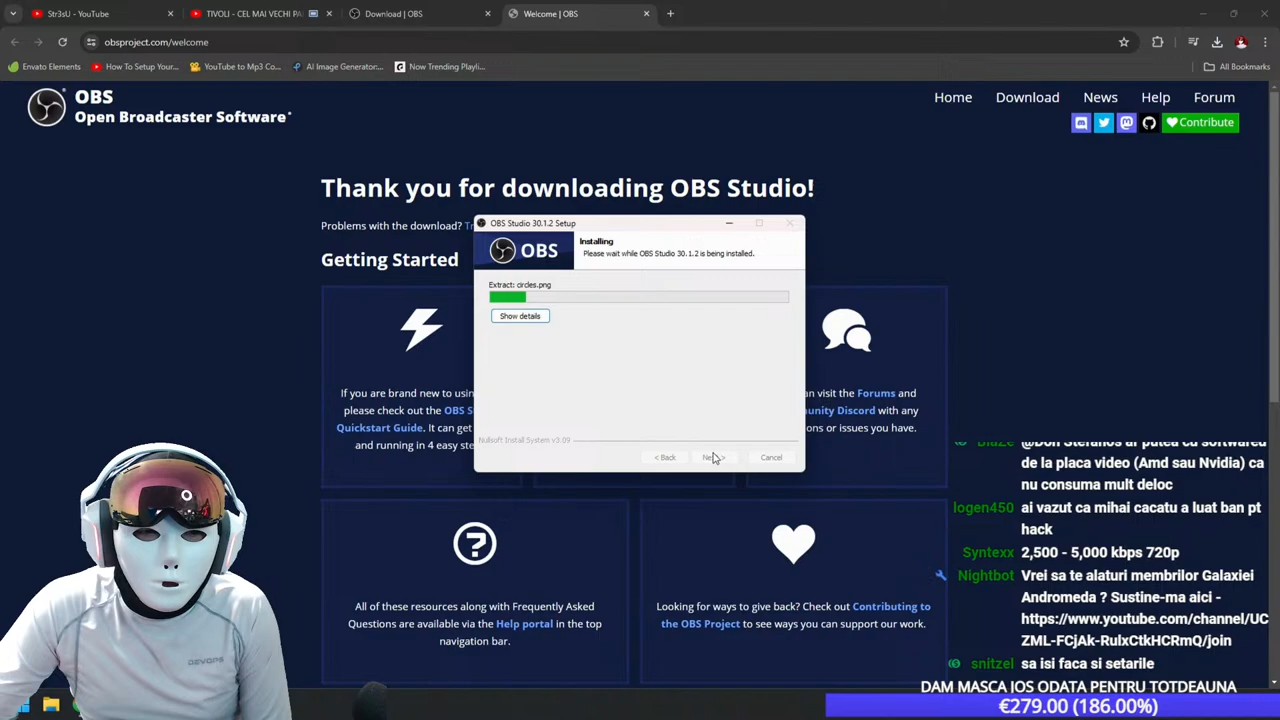 Str3sU - YouTube
TIVOLI - CEL MAI VECHI PA
Download | OBS
Welcome | OBS
obsproject.com/welcome
Envato Elements
How To Setup Your...
YouTube to Mp3 Co...
AI Image Generator:...
Now Trending Playli...
All Bookmarks
OBS
Open Broadcaster Software
Home
Download
News
Help
Forum
Contribute
Thank you for downloading OBS Studio!
Problems with the download?
Getting Started
OBS Studio 30.1.2 Setup
OBS
Installing
Please wait while OBS Studio 30.1.2 is being installed.
Extract: circles.png
Show details
Nullsoft Install System v3.09
< Back
Cancel
If you are brand new to
please check out the OBS
Quickstart Guide. It can get
and running in 4 easy
visit the Forums and
Discord with any
or issues you have.
All of these resources along with Frequently Asked
Questions are available via the Help portal in the top
navigation bar.
Looking for ways to give back? Check out Contributing to
the OBS Project to see ways you can support our work.
BlaZe @Don Stefanos ai putea cu softwareul
de la placa video (Amd sau Nvidia) ca
nu consuma mult deloc
logen450 ai vazut ca mihai cacatu a luat ban pt
hack
Syntexx 2,500 - 5,000 kbps 720p
Nightbot Vrei sa te alaturi membrilor Galaxiei
Andromeda ? Sustine-ma aici -
https://www.youtube.com/channel/UC
ZML-FCjAk-RulxCtkHCRmQ/join
snitzel sa isi faca si setarile
DAM MASCA JOS ODATA PENTRU TOTDEAUNA
€279.00 (186.00%)
DEVOPS